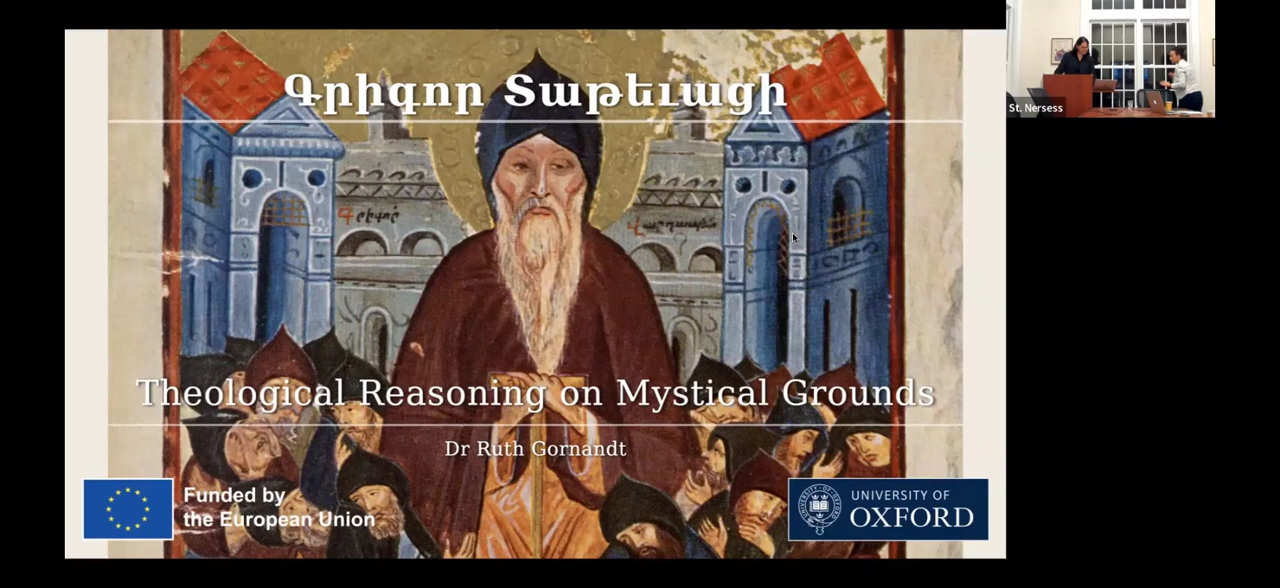 Գրիգոր Տաթեւացի
St. Nersess
Գրիգոր
Theological Reasoning on Mystical Grounds
Dr Ruth Gornandt
Funded by
the European Union
UNIVERSITY OF
OXFORD